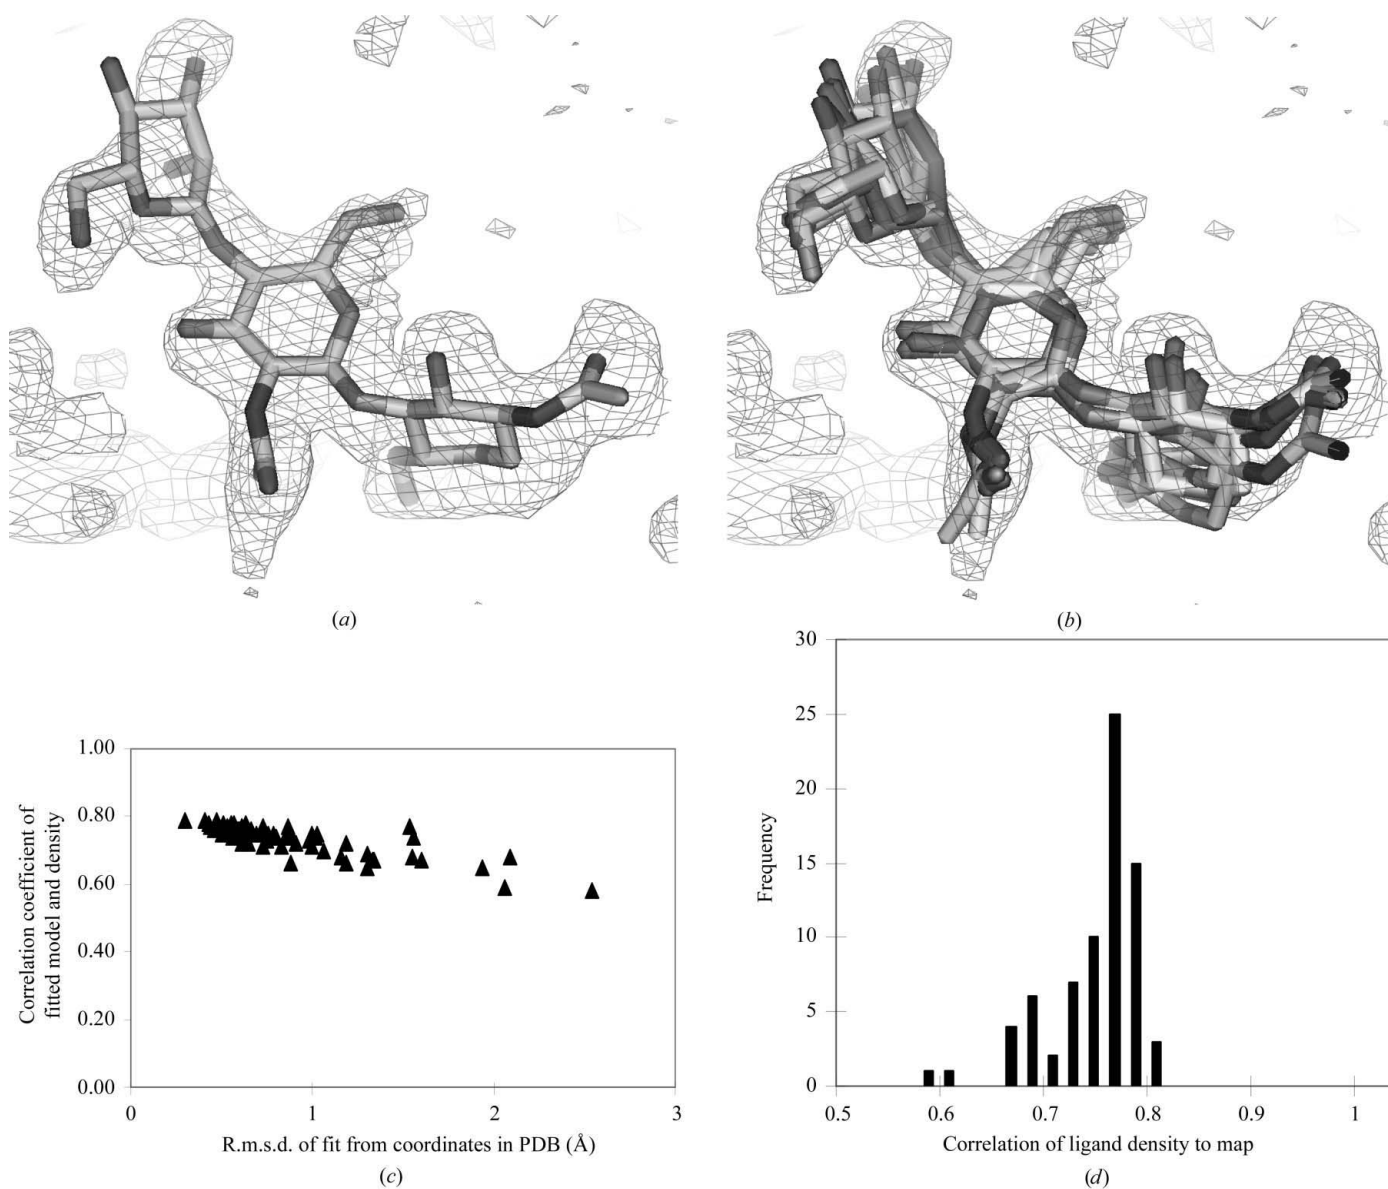 (a)
(b)
1.00
0.80
0.60
0.40
0.20
0.00
Correlation coefficient of
fitted model and density
0
1
2
3
R.m.s.d. of fit from coordinates in PDB (Å)
(c)
30
25
20
15
10
5
0
Frequency
0.5
0.6
0.7
0.8
0.9
1
Correlation of ligand density to map
(d)